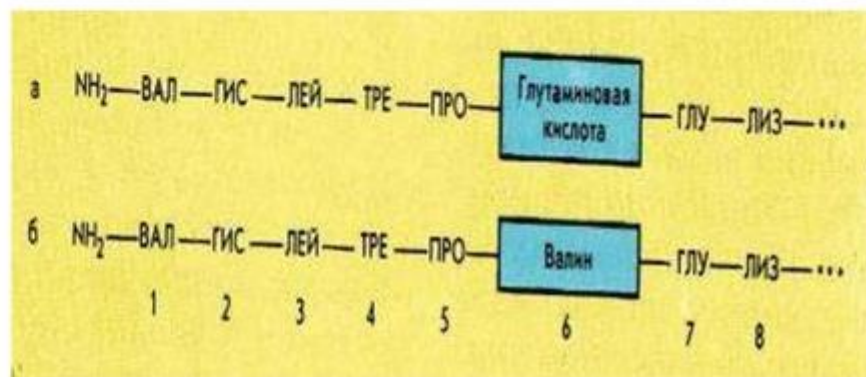 а NH₂—ВАЛ—ГИС—ЛЕЙ—ТРЕ—ПРО—Глутаминовая кислота—ГЛУ—ЛИЗ—...
б NH₂—ВАЛ—ГИС—ЛЕЙ—ТРЕ—ПРО—Валин—ГЛУ—ЛИЗ—...
1 2 3 4 5 6 7 8